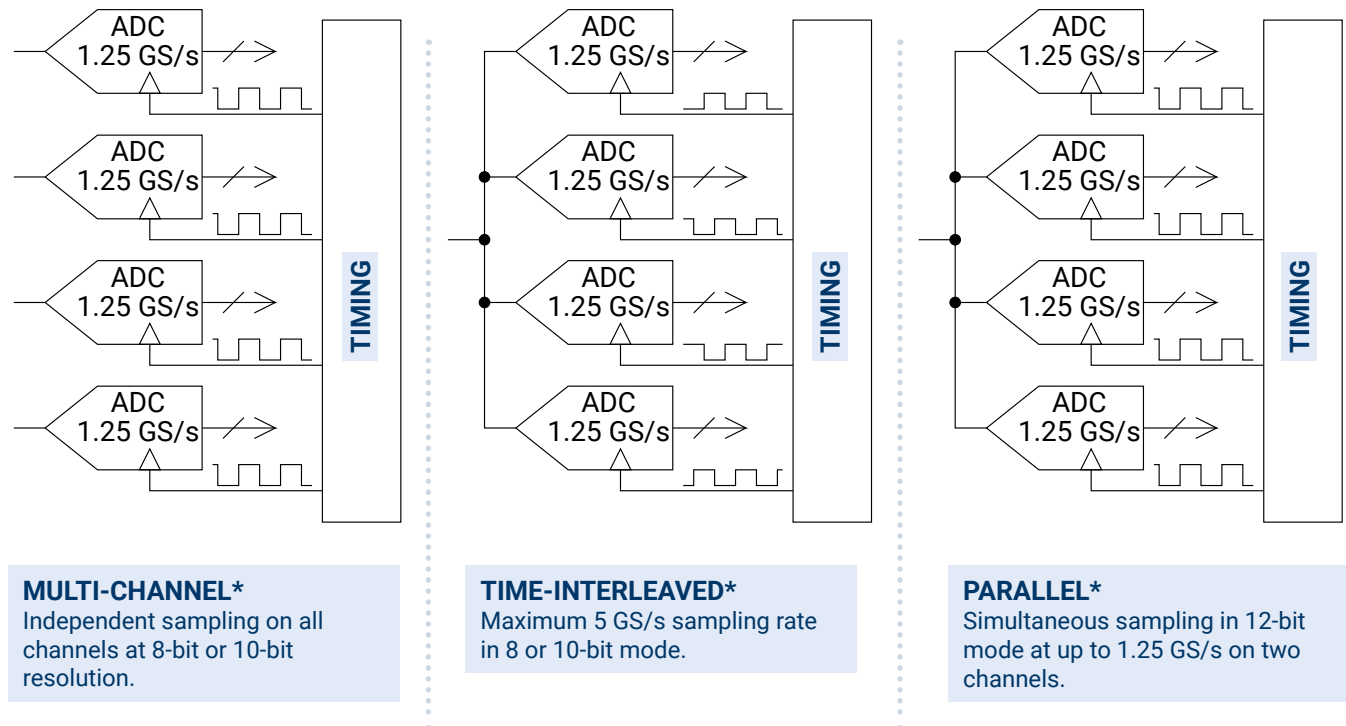 ADC
1.25 GS/s
ADC
1.25 GS/s
ADC
1.25 GS/s
ADC
1.25 GS/s
TIMING
MULTI-CHANNEL*
Independent sampling on all
channels at 8-bit or 10-bit
resolution.
ADC
1.25 GS/s
ADC
1.25 GS/s
ADC
1.25 GS/s
ADC
1.25 GS/s
TIMING
TIME-INTERLEAVED*
Maximum 5 GS/s sampling rate
in 8 or 10-bit mode.
ADC
1.25 GS/s
ADC
1.25 GS/s
ADC
1.25 GS/s
ADC
1.25 GS/s
TIMING
PARALLEL*
Simultaneous sampling in 12-bit
mode at up to 1.25 GS/s on two
channels.